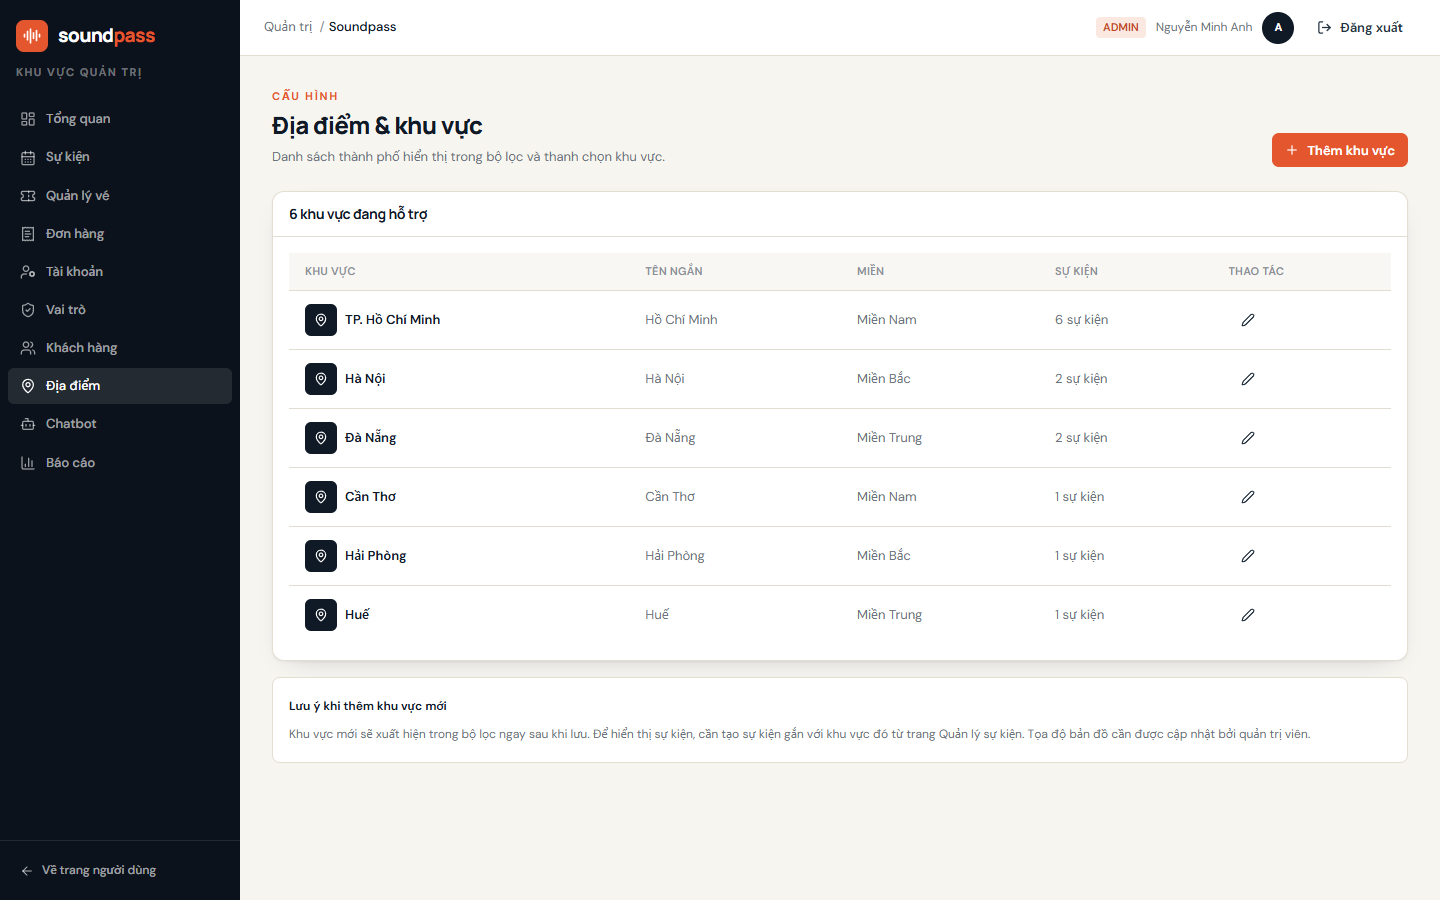 soundpass
KHU VỰC QUẢN TRỊ
Tổng quan
Sự kiện
Quản lý vé
Đơn hàng
Tài khoản
Vai trò
Khách hàng
Địa điểm
Chatbot
Báo cáo
Về trang người dùng
Quản trị / Soundpass
ADMIN Nguyễn Minh Anh A Đăng xuất
CẤU HÌNH
Địa điểm & khu vực
Danh sách thành phố hiển thị trong bộ lọc và thanh chọn khu vực.
Thêm khu vực
6 khu vực đang hỗ trợ
KHU VỰC TÊN NGẮN MIỀN SỰ KIỆN THAO TÁC
TP. Hồ Chí Minh Hồ Chí Minh Miền Nam 6 sự kiện
Hà Nội Hà Nội Miền Bắc 2 sự kiện
Đà Nẵng Đà Nẵng Miền Trung 2 sự kiện
Cần Thơ Cần Thơ Miền Nam 1 sự kiện
Hải Phòng Hải Phòng Miền Bắc 1 sự kiện
Huế Huế Miền Trung 1 sự kiện
Lưu ý khi thêm khu vực mới
Khu vực mới sẽ xuất hiện trong bộ lọc ngay sau khi lưu. Để hiển thị sự kiện, cần tạo sự kiện gắn với khu vực đó từ trang Quản lý sự kiện. Tọa độ bản đồ cần được cập nhật bởi quản trị viên.